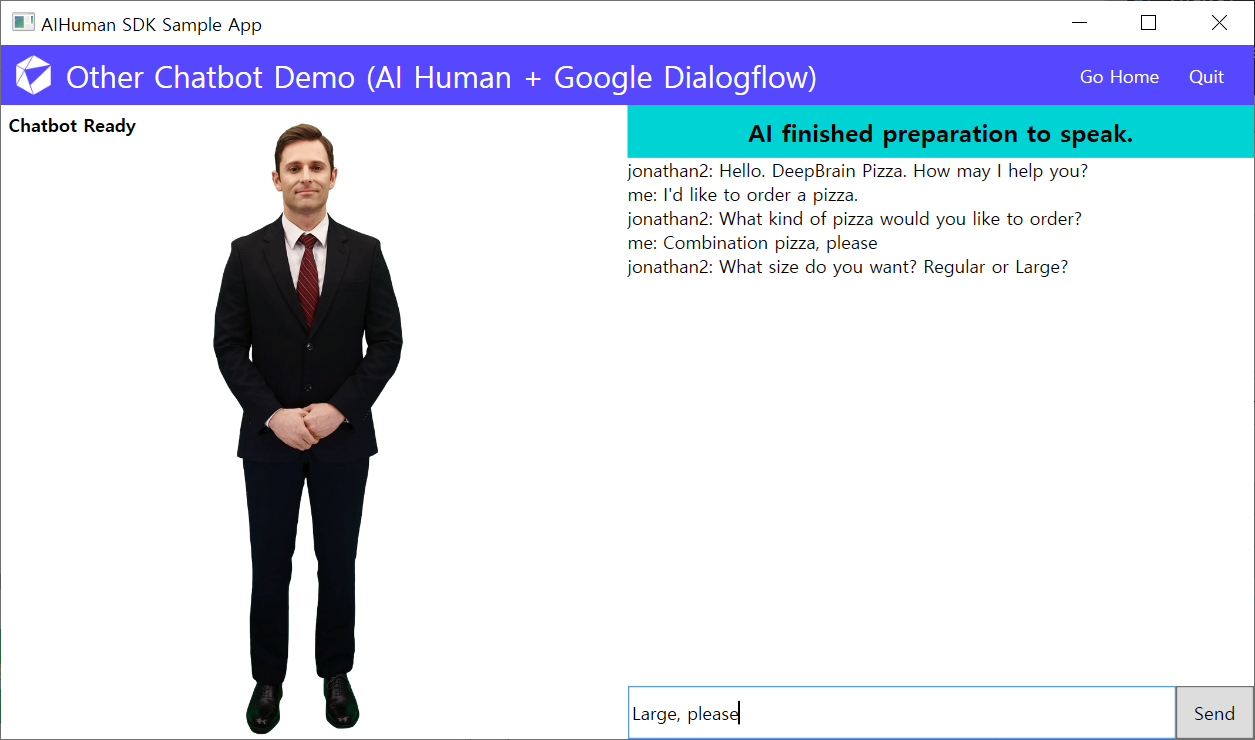 AIHuman SDK Sample App
Other Chatbot Demo (AI Human + Google Dialogflow)
Go Home
Quit
Chatbot Ready
AI finished preparation to speak.
jonathan2: Hello. DeepBrain Pizza. How may I help you?
me: I'd like to order a pizza.
jonathan2: What kind of pizza would you like to order?
me: Combination pizza, please
jonathan2: What size do you want? Regular or Large?
Large, please
Send